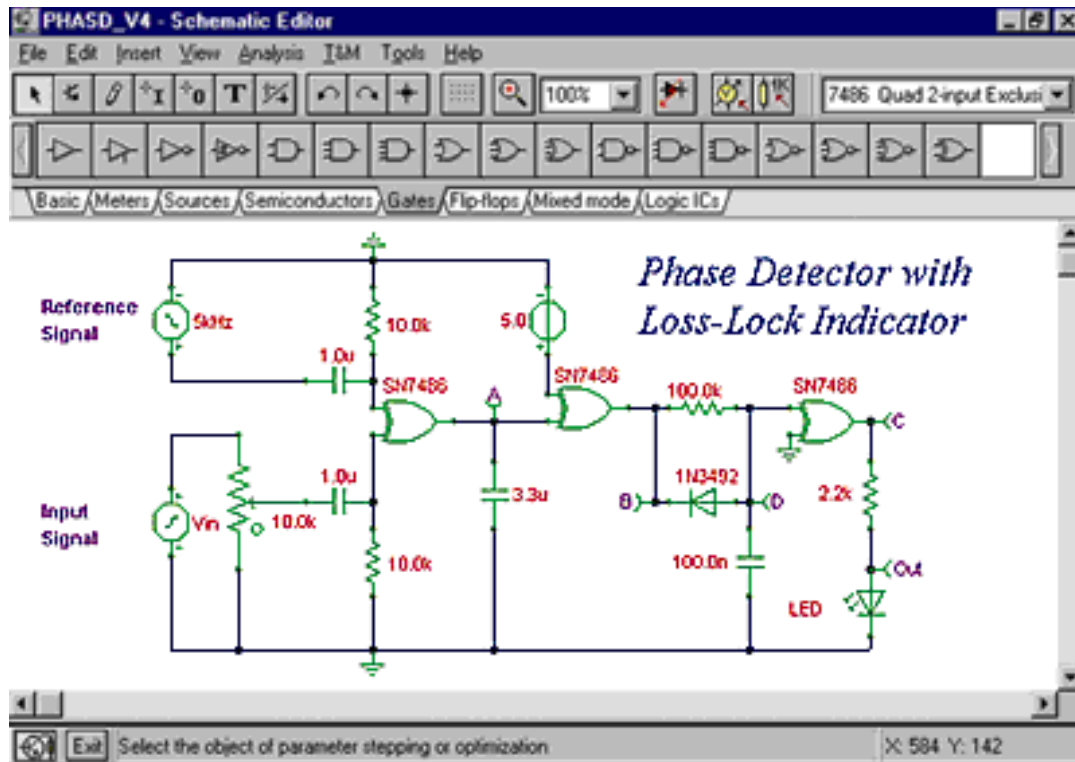 PHASD_V4 - Schematic Editor
File Edit Insert View Analysis T&M Tools Help
100%
7486 Quad 2-input Exclusi
Basic Meters Sources Semiconductors Gates Flip-flops Mixed mode Logic ICs
Phase Detector with
Loss-Lock Indicator
Reference
Signal
5kHz
10.0k
5.0
1.0u
SN7486
A
SN7486
100.0k
SN7486
C
Input
Signal
Vin
10.0k
1.0u
3.3u
1N3492
B
D
2.2k
10.0k
100.0n
Out
LED
Exit Select the object of parameter stepping or optimization X: 584 Y: 142